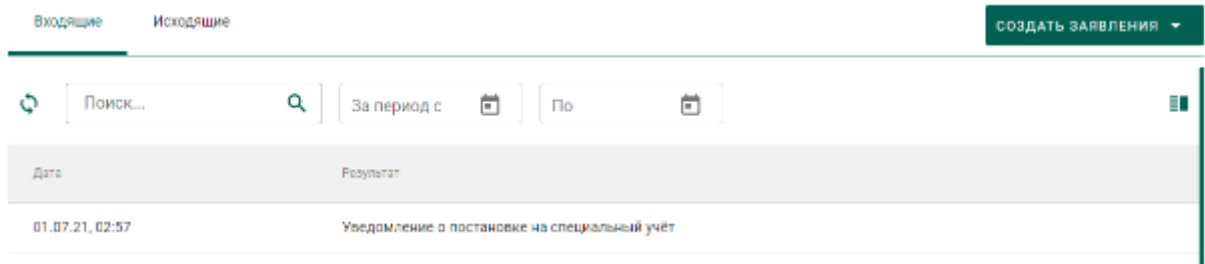 Входящие Исходящие СОЗДАТЬ ЗАЯВЛЕНИЯ
Поиск... За период с По
Дата Результат
01.07.21, 02:57 Уведомление о постановке на специальный учёт